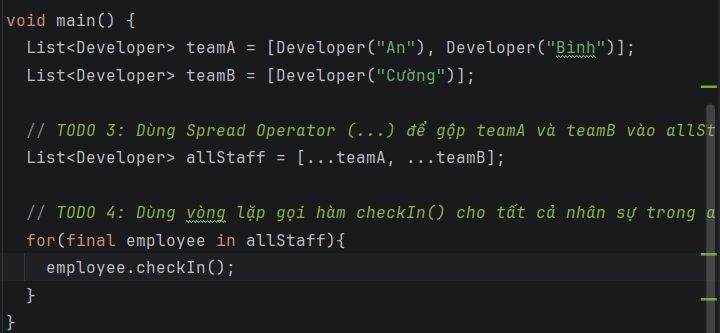 void main() {
List<Developer> teamA = [Developer("An"), Developer("Bình")];
List<Developer> teamB = [Developer("Cường")];
// TODO 3: Dùng Spread Operator (...) để gộp teamA và teamB vào allSt
List<Developer> allStaff = [...teamA, ...teamB];
// TODO 4: Dùng vòng lặp gọi hàm checkIn() cho tất cả nhân sự trong a
for(final employee in allStaff){
employee.checkIn();
}
}